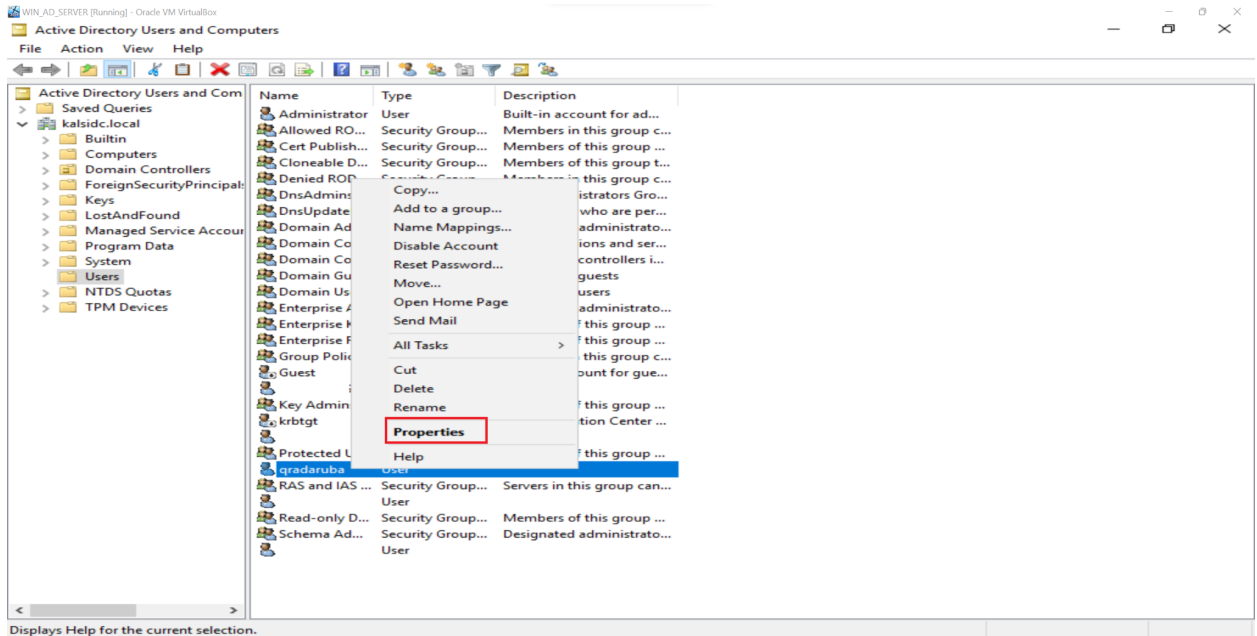 WIN_AD_SERVER [Running] - Oracle VM VirtualBox
Active Directory Users and Computers
File Action View Help
Active Directory Users and Com
Saved Queries
kalsidc.local
Builtin
Computers
Domain Controllers
ForeignSecurityPrincipal:
Keys
LostAndFound
Managed Service Accour
Program Data
System
Users
NTDS Quotas
TPM Devices
Name Type Description
Administrator User Built-in account for ad...
Allowed RO... Security Group... Members in this group c...
Cert Publish... Security Group... Members of this group ...
Cloneable D... Security Group... Members of this group t...
Denied ROD Security Group Members in this group c...
DnsAdmins istrators Gro...
DnsUpdate who are per...
Domain Ad administrato...
Domain Co ions and ser...
Domain Co controllers i...
Domain Gu guests
Domain Us users
Enterprise administrato...
Enterprise f this group ...
Enterprise f this group ...
Group Polic this group c...
Guest ount for gue...
Key Admin f this group ...
krbtgt tion Center ...
Protected f this group ...
qradaruba User
RAS and IAS ... Security Group... Servers in this group can...
User
Read-only D... Security Group... Members of this group ...
Schema Ad... Security Group... Designated administrato...
User
Copy...
Add to a group...
Name Mappings...
Disable Account
Reset Password...
Move...
Open Home Page
Send Mail
All Tasks
Cut
Delete
Rename
Properties
Help
Displays Help for the current selection.